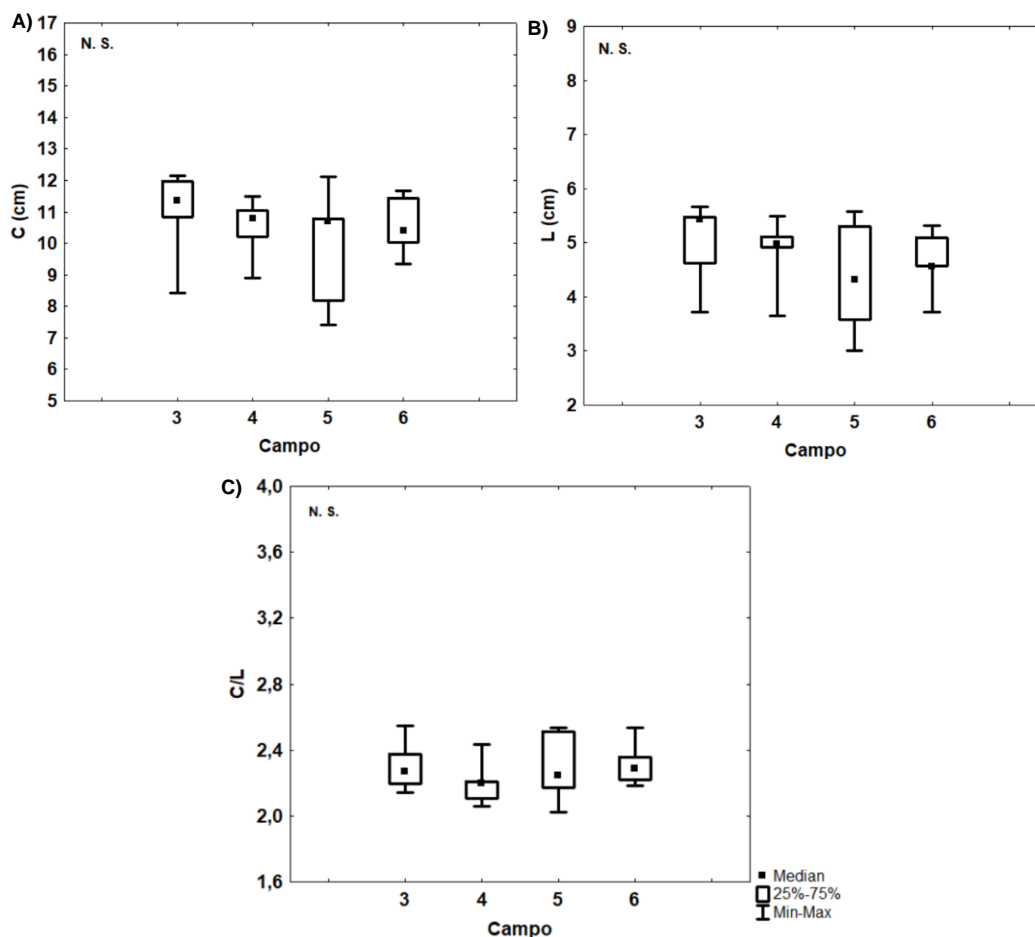 A)
N. S.
C (cm)
17
16
15
14
13
12
11
10
9
8
7
6
5
3 4 5 6
Campo
B)
N. S.
L (cm)
9
8
7
6
5
4
3
2
3 4 5 6
Campo
C)
N. S.
C/L
4,0
3,6
3,2
2,8
2,4
2,0
1,6
3 4 5 6
Campo
Median
25%-75%
Min-Max